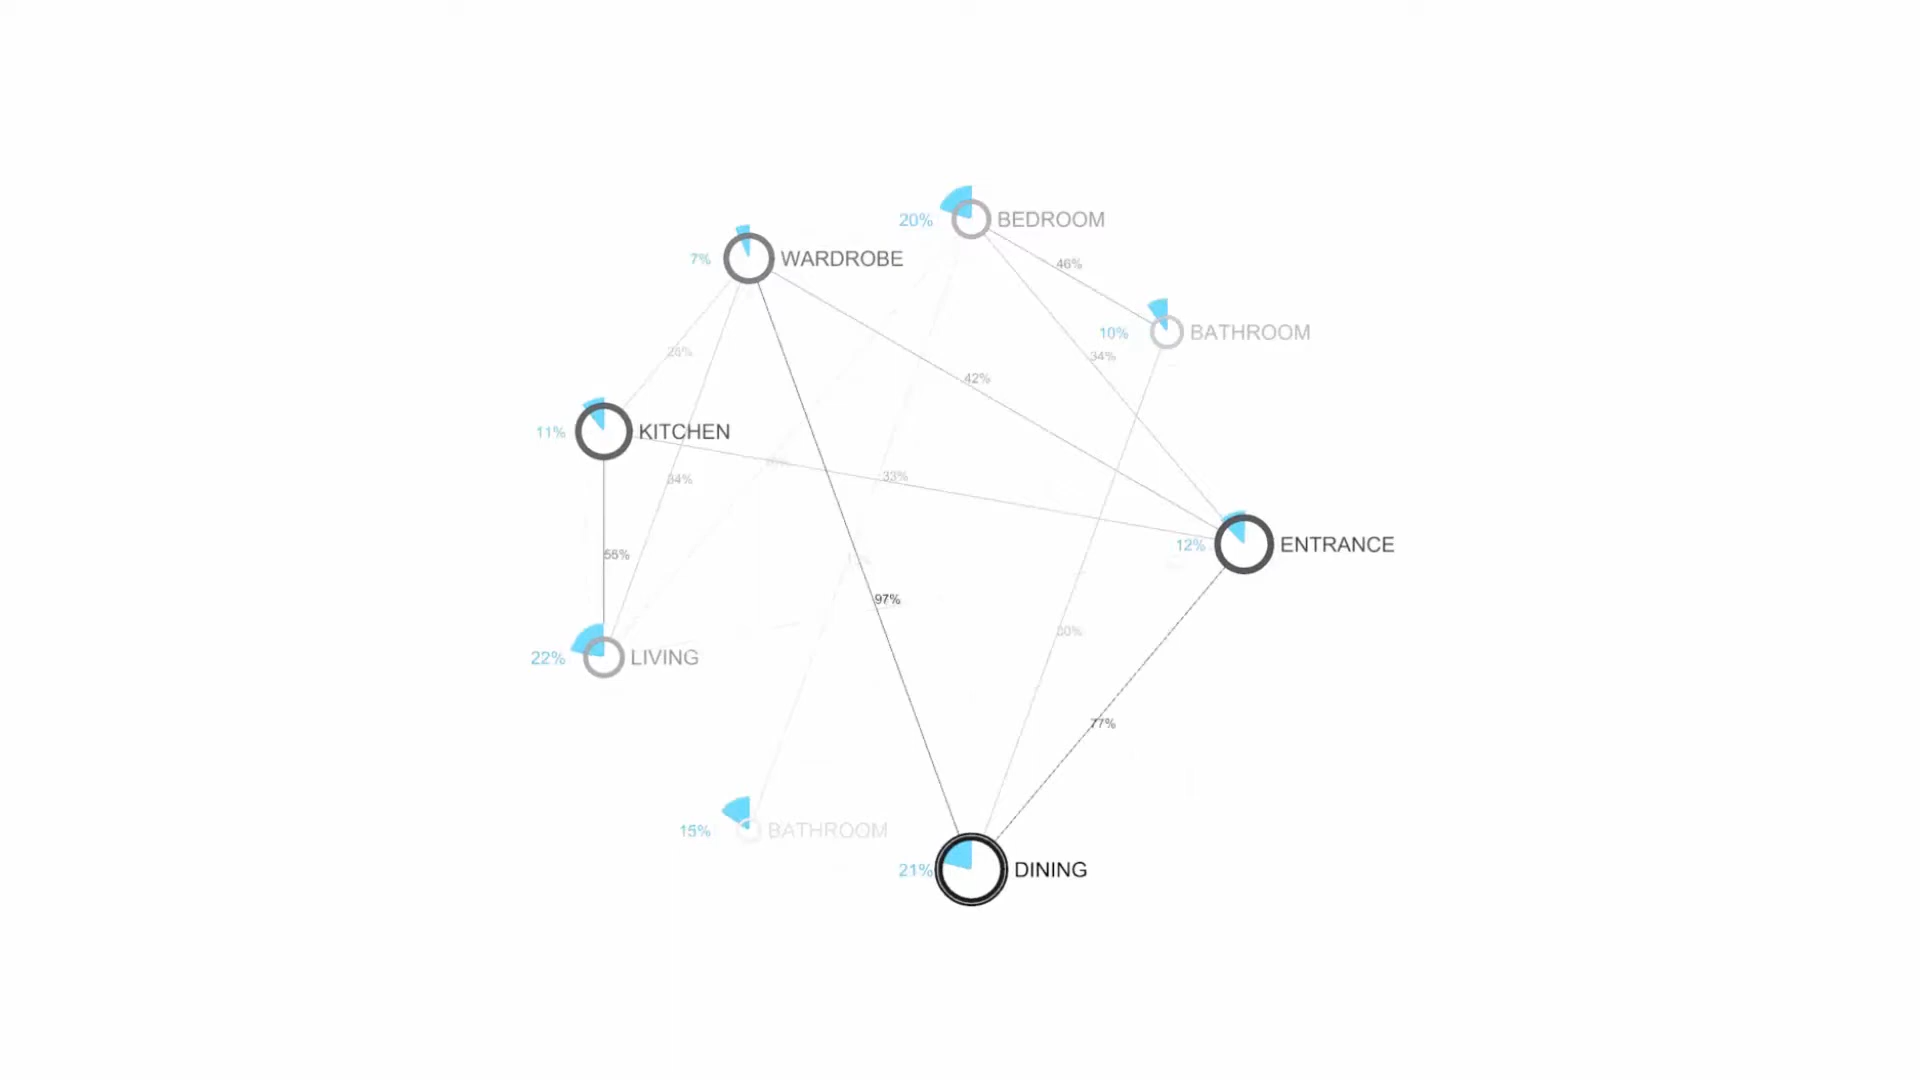 20%
BEDROOM
7%
WARDROBE
46%
10%
BATHROOM
34%
42%
11%
KITCHEN
33%
34%
12%
ENTRANCE
97%
22%
LIVING
77%
15%
BATHROOM
21%
DINING